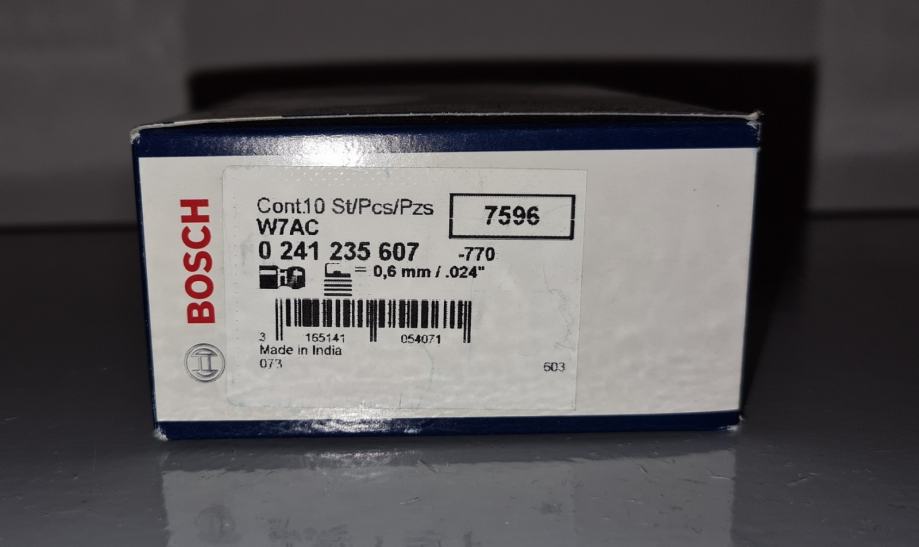 BOSCH
Cont.10 St/Pcs/Pzs
7596
W7AC
0 241 235 607 -770
= 0,6 mm / .024"
3 165141 054071
Made in India
073
603